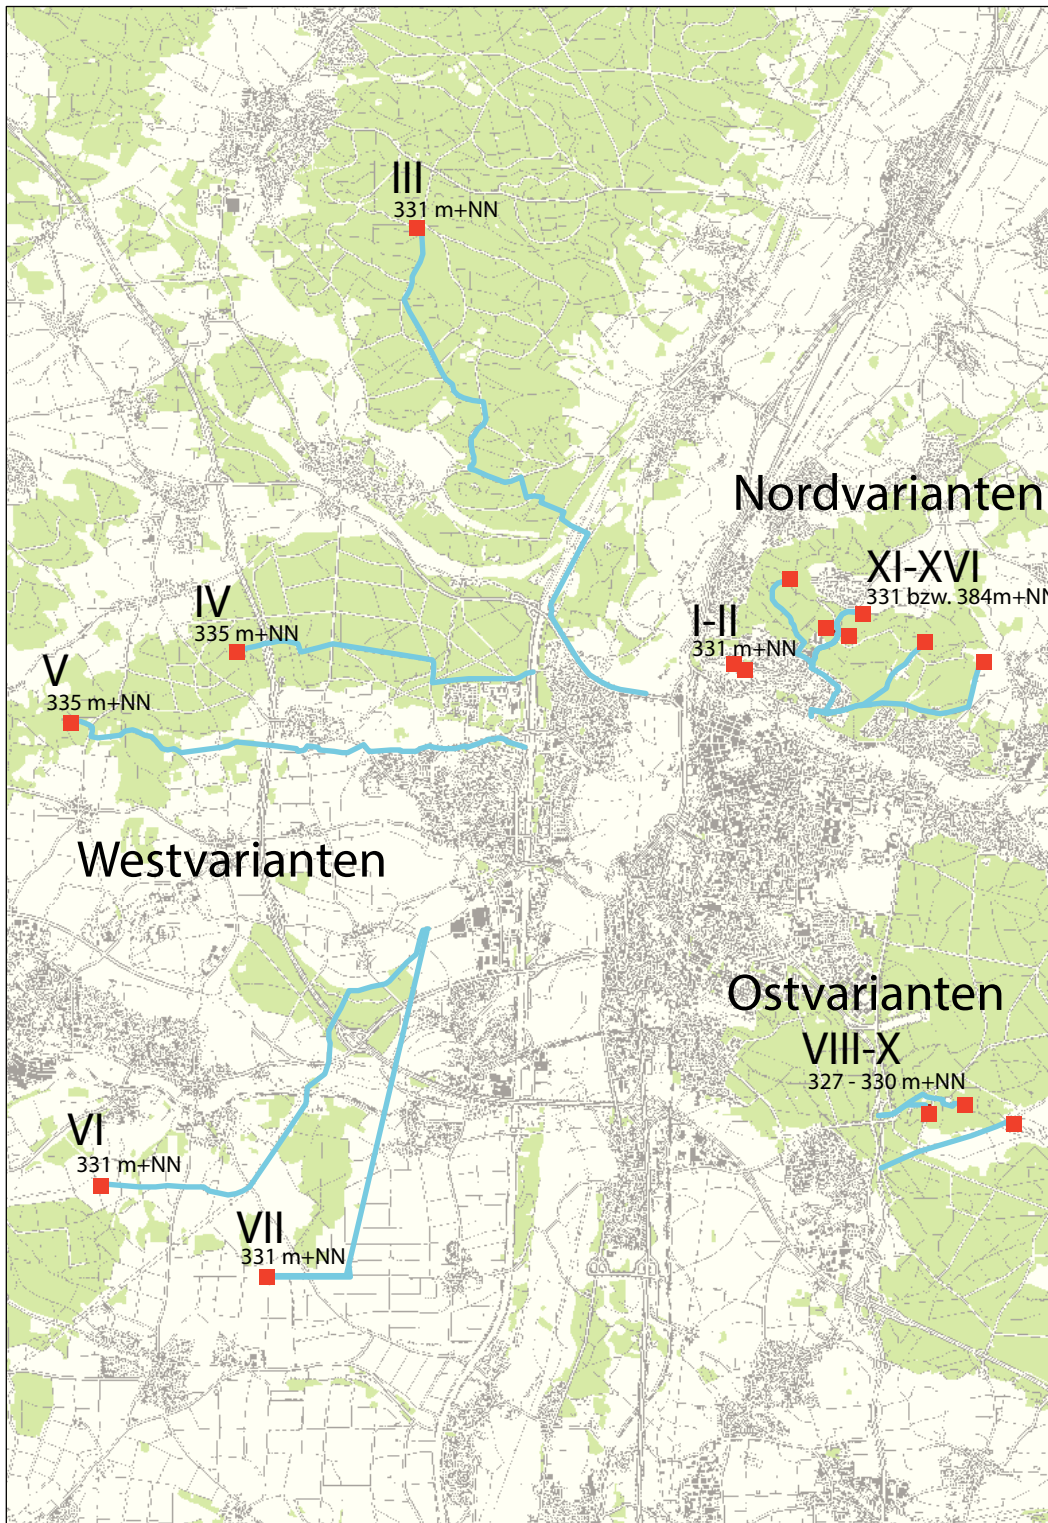 III
331 m+NN
Nordvarianten
XI-XVI
331 bzw. 384m+NN
IV
335 m+NN
I-II
331 m+NN
V
335 m+NN
Westvarianten
Ostvarianten
VIII-X
327 - 330 m+NN
VI
331 m+NN
VII
331 m+NN